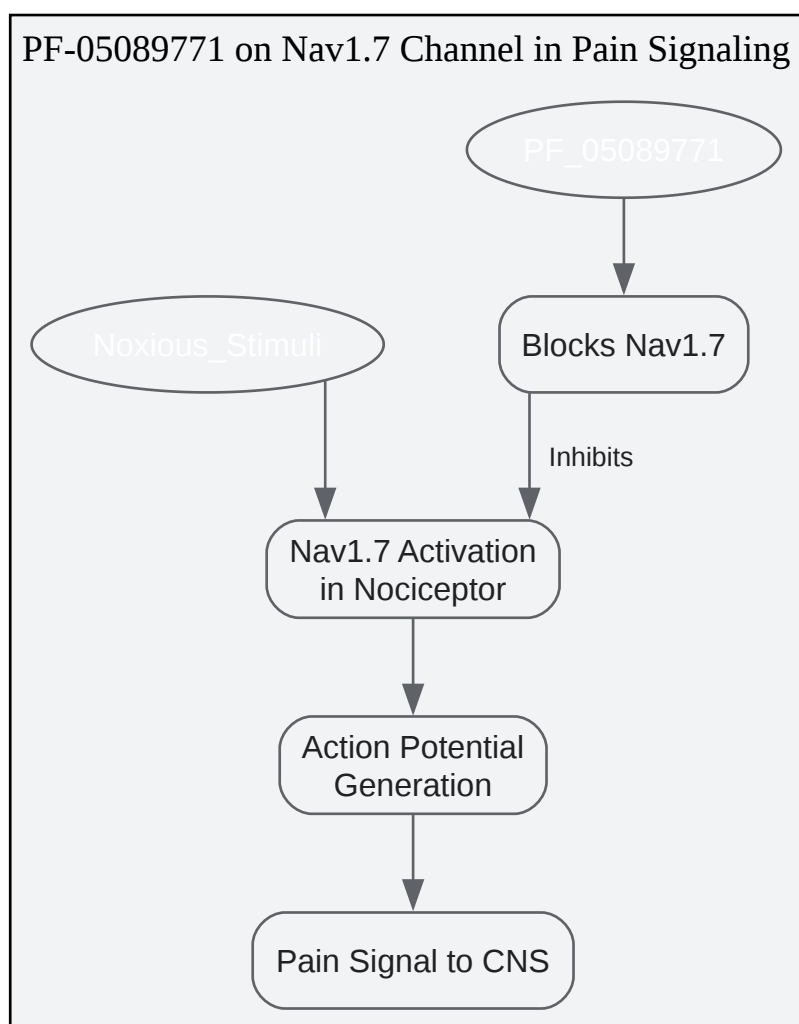 PF-05089771 on Nav1.7 Channel in Pain Signaling
PF_05089771
Noxious_Stimuli
Blocks Nav1.7
Inhibits
Nav1.7 Activation
in Nociceptor
Action Potential
Generation
Pain Signal to CNS